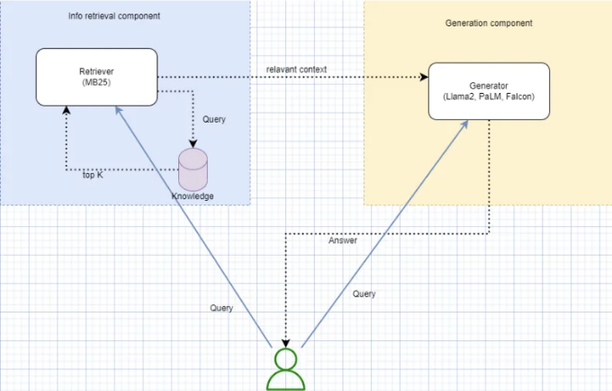 Info retrieval component
Generation component
Retriever
(MB25)
relavant context
Generator
(Llama2, PaLM, Falcon)
Query
top K
Knowledge
Answer
Query
Query